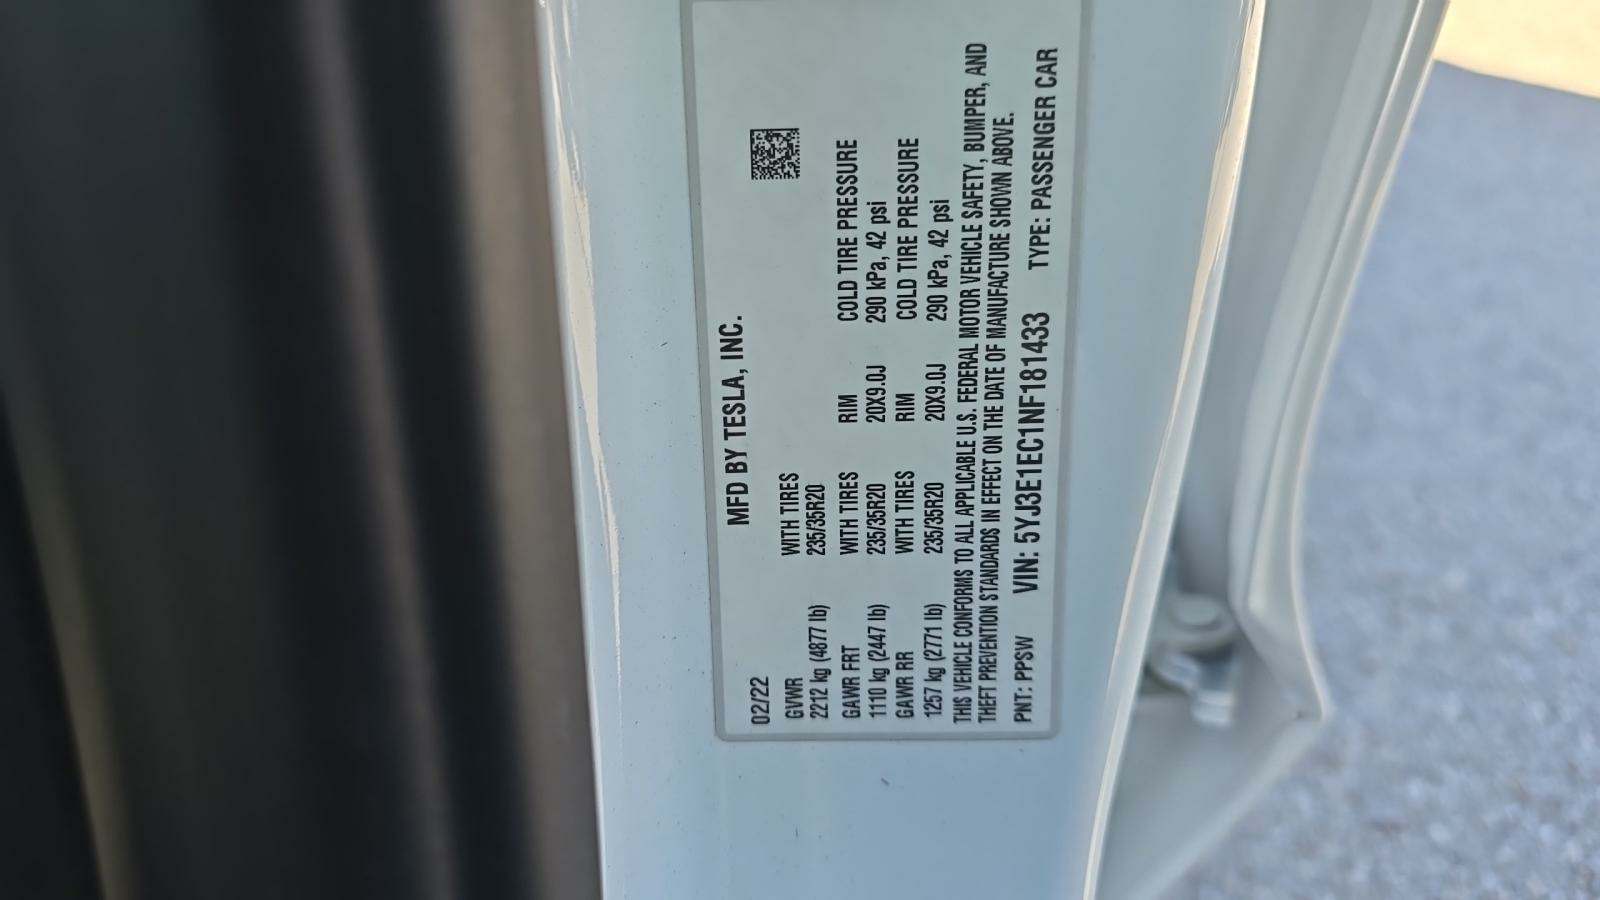 MFD BY TESLA, INC.
02/22
GVWR WITH TIRES
2212 kg (4877 lb) 235/35R20
GAWR FRT WITH TIRES RIM COLD TIRE PRESSURE
1110 kg (2447 lb) 235/35R20 20X9.0J 290 kPa, 42 psi
GAWR RR WITH TIRES RIM COLD TIRE PRESSURE
1257 kg (2771 lb) 235/35R20 20X9.0J 290 kPa, 42 psi
THIS VEHICLE CONFORMS TO ALL APPLICABLE U.S. FEDERAL MOTOR VEHICLE SAFETY, BUMPER, AND
THEFT PREVENTION STANDARDS IN EFFECT ON THE DATE OF MANUFACTURE SHOWN ABOVE.
PNT: PPSW VIN: 5YJ3E1EC1NF181433 TYPE: PASSENGER CAR